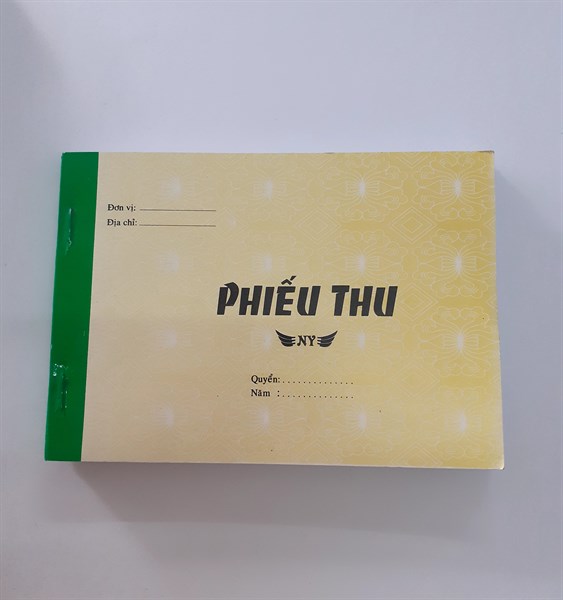 Đơn vị:
Địa chỉ:
PHIẾU THU
NY
Quyển:..............
Năm :..............